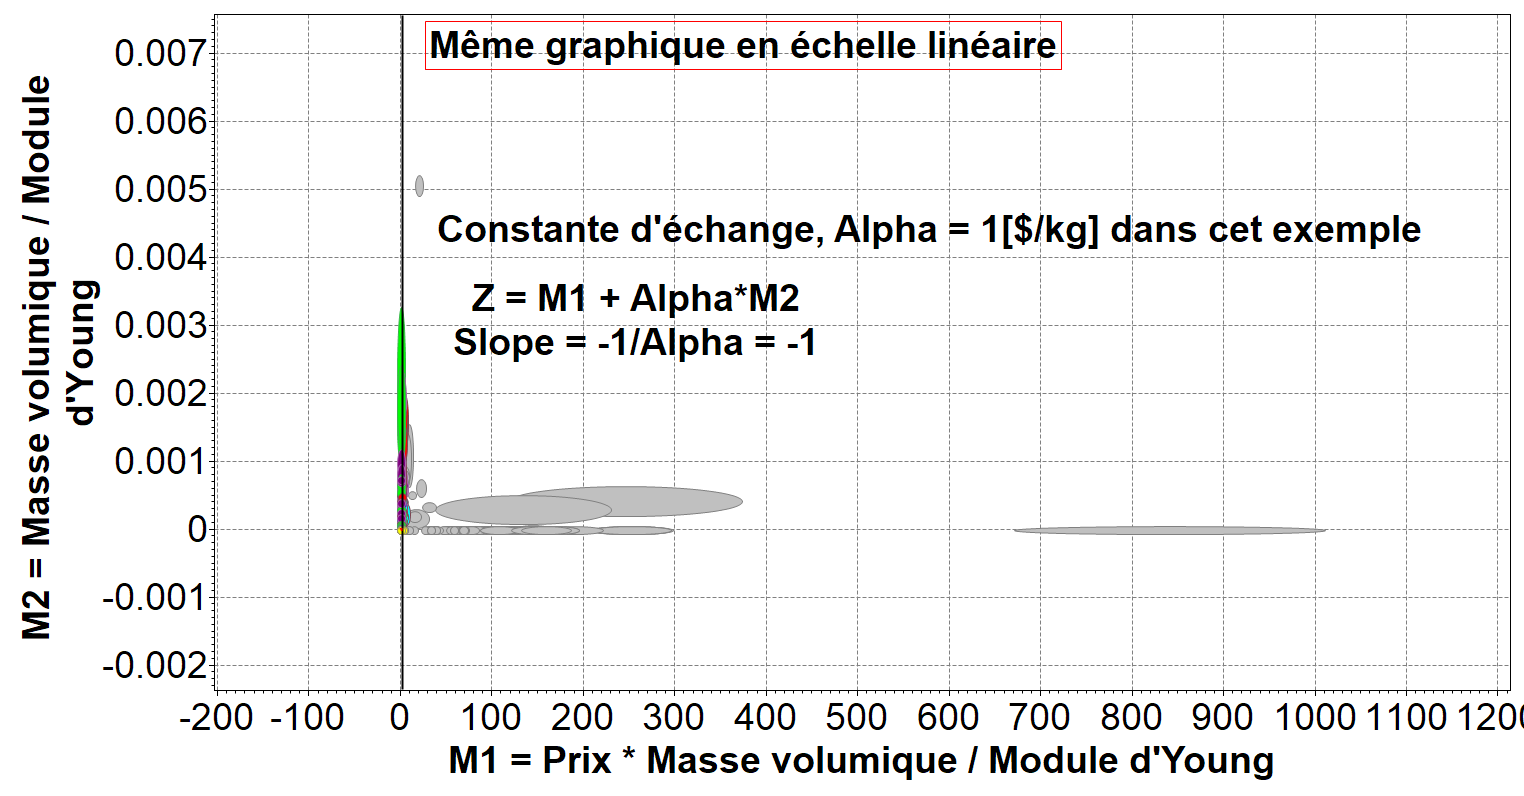 Même graphique en échelle linéaire
0.007
0.006
0.005
0.004
0.003
0.002
0.001
0
-0.001
-0.002
M2 = Masse volumique / Module
d'Young
Constante d'échange, Alpha = 1[$/kg] dans cet exemple
Z = M1 + Alpha*M2
Slope = -1/Alpha = -1
-200 -100 0 100 200 300 400 500 600 700 800 900 1000 1100 1200
M1 = Prix * Masse volumique / Module d'Young